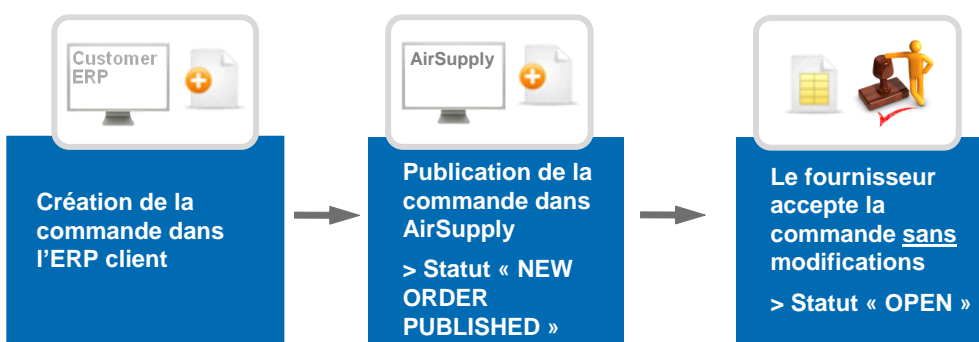 Customer
ERP
Création de la
commande dans
l’ERP client
AirSupply
Publication de la
commande dans
AirSupply
> Statut « NEW
ORDER
PUBLISHED »
Le fournisseur
accepte la
commande sans
modifications
> Statut « OPEN »